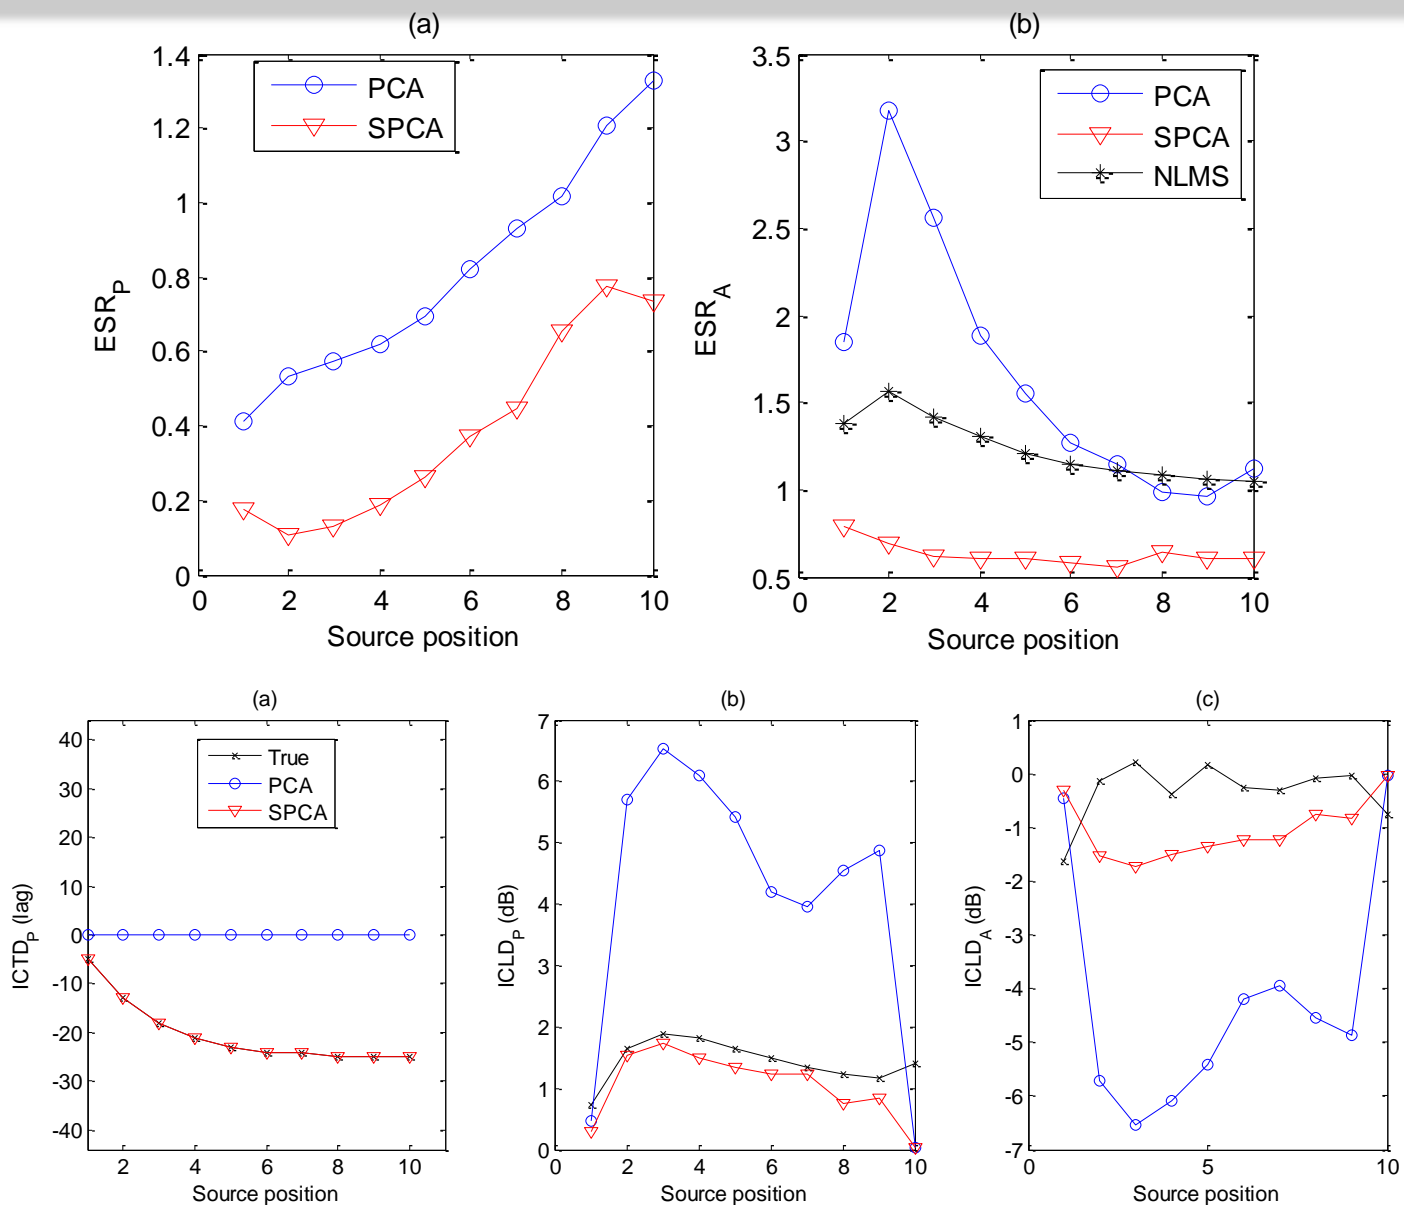 (a)
1.4
1.2
1
0.8
0.6
0.4
0.2
0
0 2 4 6 8 10
ESR_P
Source position
PCA
SPCA
(b)
3.5
3
2.5
2
1.5
1
0.5
0 2 4 6 8 10
ESR_A
Source position
PCA
SPCA
NLMS
(a)
40
30
20
10
0
-10
-20
-30
-40
2 4 6 8 10
ICTD_P (lag)
Source position
True
PCA
SPCA
(b)
7
6
5
4
3
2
1
0
0 2 4 6 8 10
ICLD_P (dB)
Source position
(c)
1
0
-1
-2
-3
-4
-5
-6
-7
0 5 10
ICLD_A (dB)
Source position